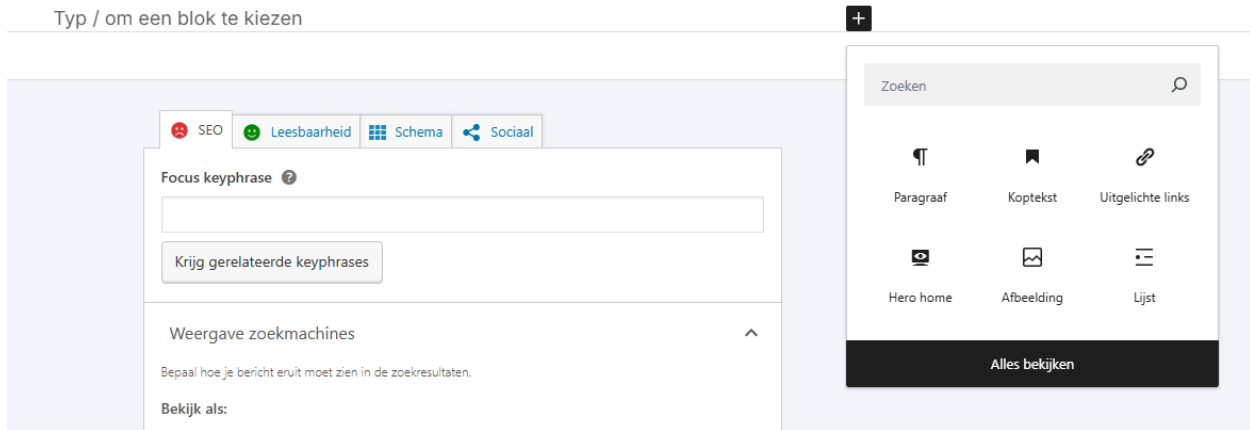 Typ / om een blok te kiezen
SEO
Leesbaarheid
Schema
Sociaal
Focus keyphrase
Krijg gerelateerde keyphrases
Weergave zoekmachines
Bepaal hoe je bericht eruit moet zien in de zoekresultaten.
Bekijk als:
Zoeken
Paragraaf
Koptekst
Uitgelichte links
Hero home
Afbeelding
Lijst
Alles bekijken